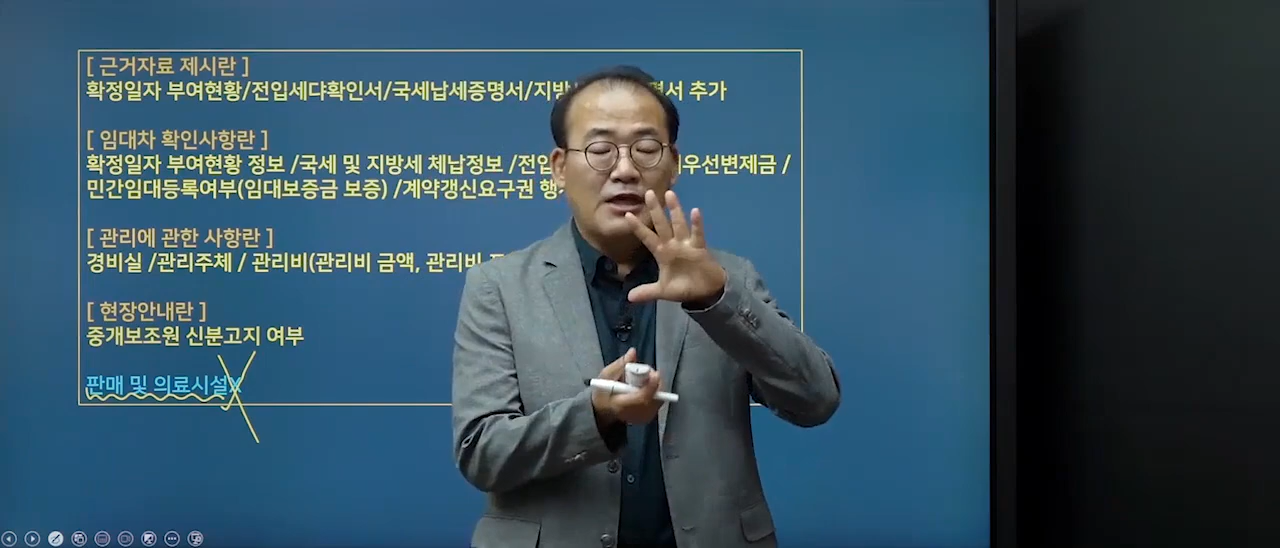 [ 근거자료 제시란 ]
확정일자 부여현황/전입세댜확인서/국세납세증명서/지방 명서 추가
[ 임대차 확인사항란 ]
확정일자 부여현황 정보 /국세 및 지방세 체납정보 /전입 우선변제금 /
민간임대등록여부(임대보증금 보증) /계약갱신요구권
[ 관리에 관한 사항란 ]
경비실 /관리주체 / 관리비(관리비 금액, 관리비
[ 현장안내란 ]
중개보조원 신분고지 여부
판매 및 의료시설X